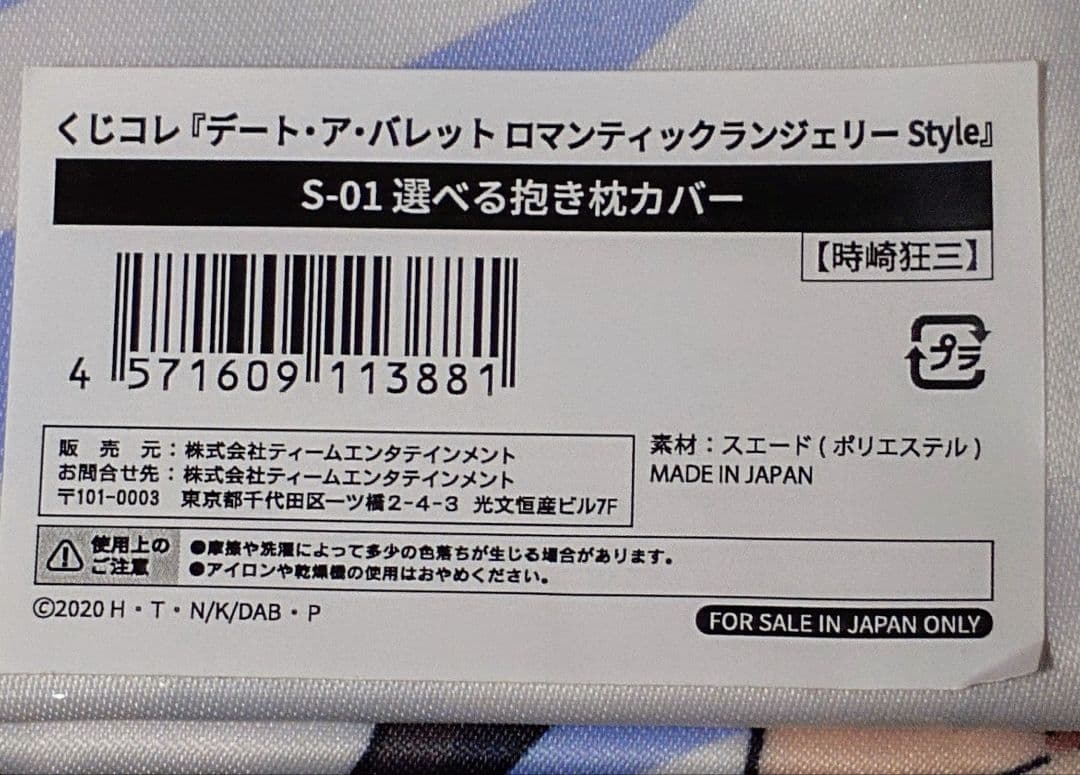 くじコレ『デート・ア・バレット ロマンティックランジェリー Style』
S-01 選べる抱き枕カバー
【時崎狂三】
4 571609 113881
プラ
販 売 元：株式会社ティームエンタテインメント
お問合せ先：株式会社ティームエンタテインメント
〒101-0003 東京都千代田区一ツ橋2-4-3 光文恒産ビル7F
素材：スエード(ポリエステル)
MADE IN JAPAN
使用上の
ご注意
●摩擦や洗濯によって多少の色落ちが生じる場合があります。
●アイロンや乾燥機の使用はおやめください。
©2020 H・T・N/K/DAB・P
FOR SALE IN JAPAN ONLY